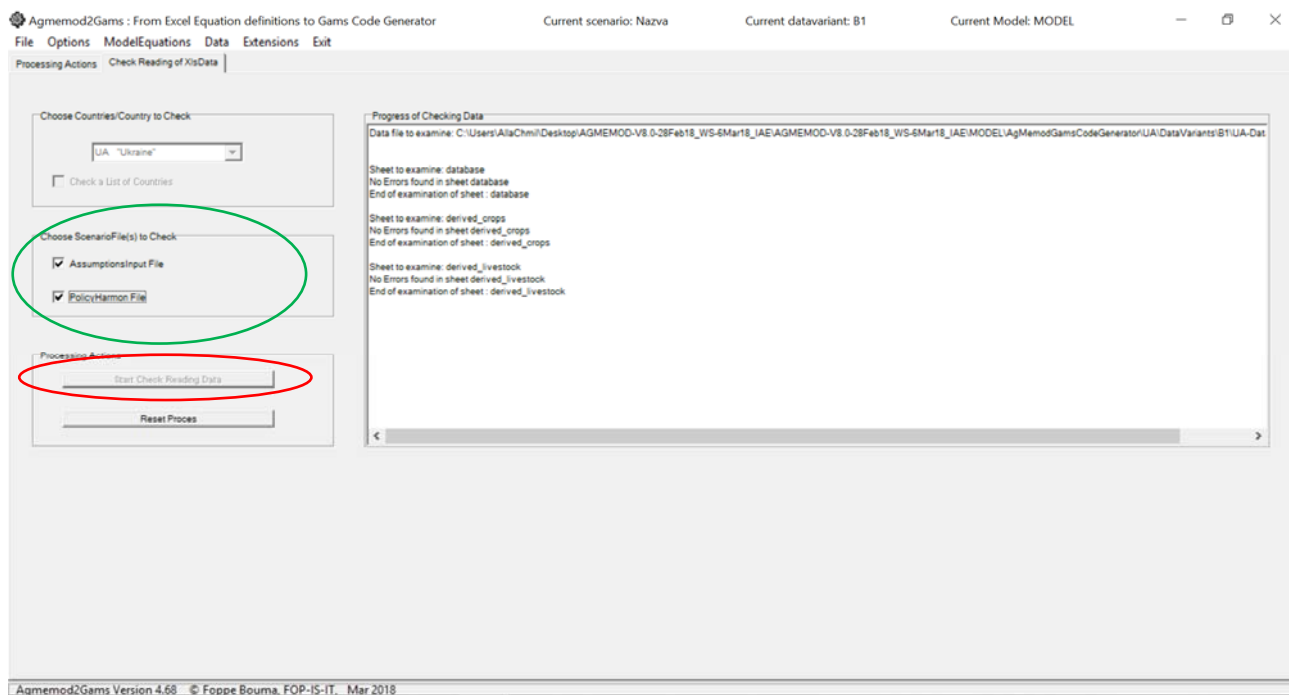 Agmemod2Gams : From Excel Equation definitions to Gams Code Generator Current scenario: Nazva Current datavariant: B1 Current Model: MODEL
File Options ModelEquations Data Extensions Exit
Processing Actions Check Reading of XlsData
Choose Countries/Country to Check
UA "Ukraine"
Check a List of Countries
Choose ScenarioFile(s) to Check
AssumptionsInput File
PolicyHarmon File
Processing Actions
Start Check Reading Data
Reset Proces
Progress of Checking Data
Data file to examine: C:\Users\AllaChmil\Desktop\AGMEMOD-V8.0-28Feb18_WS-6Mar18_IAE\AGMEMOD-V8.0-28Feb18_WS-6Mar18_IAE\MODEL\AgMemodGamsCodeGenerator\UA\DataVariants\B1\UA-Dat
Sheet to examine: database
No Errors found in sheet database
End of examination of sheet : database
Sheet to examine: derived_crops
No Errors found in sheet derived_crops
End of examination of sheet : derived_crops
Sheet to examine: derived_livestock
No Errors found in sheet derived_livestock
End of examination of sheet : derived_livestock
Agmemod2Gams Version 4.68 © Foppe Bouma, FOP-IS-IT, Mar 2018